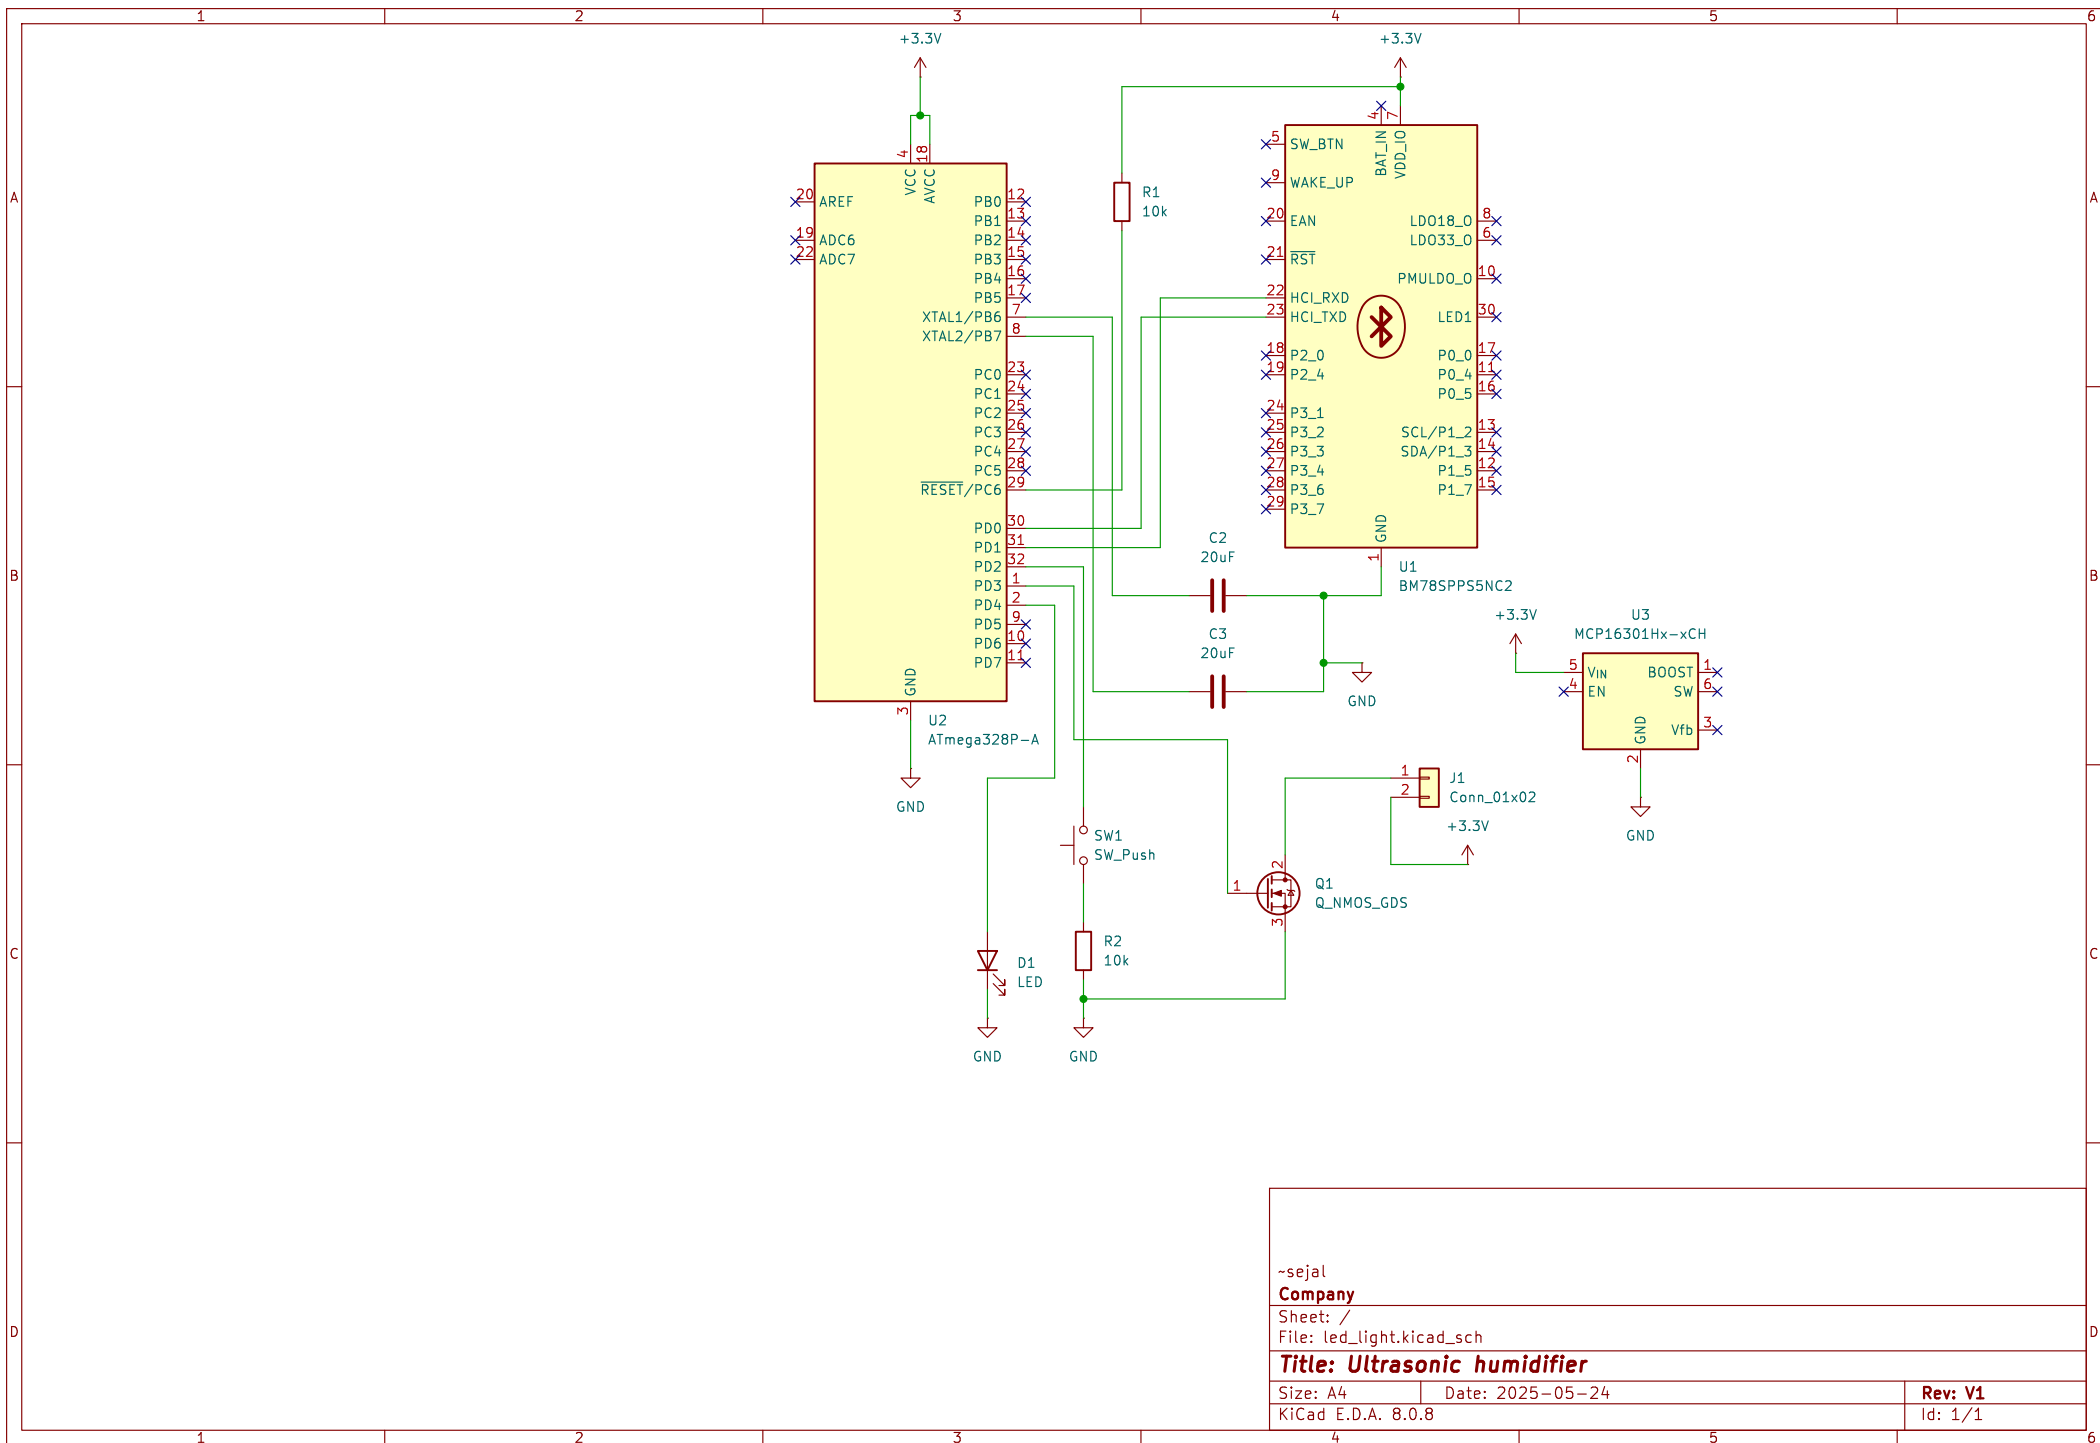 1 2 3 4 5 6
A
B
C
D
A
B
C
D
+3.3V
4
VCC
18
AVCC
20 AREF
19 ADC6
22 ADC7
PB0 12
PB1 13
PB2 14
PB3 15
PB4 16
PB5 17
XTAL1/PB6 7
XTAL2/PB7 8
PC0 23
PC1 24
PC2 25
PC3 26
PC4 27
PC5 28
RESET/PC6 29
PD0 30
PD1 31
PD2 32
PD3 1
PD4 2
PD5 9
PD6 10
PD7 11
GND
3
U2
ATmega328P-A
GND
R1
10k
+3.3V
4
BAT_IN
7
VDD_IO
5 SW_BTN
9 WAKE_UP
20 EAN
21 RST
22 HCI_RXD
23 HCI_TXD
18 P2_0
19 P2_4
24 P3_1
25 P3_2
26 P3_3
27 P3_4
28 P3_6
29 P3_7
LDO18_O 8
LDO33_O 6
PMULDO_O 10
LED1 30
P0_0 17
P0_4 11
P0_5 16
SCL/P1_2 13
SDA/P1_3 14
P1_5 12
P1_7 15
GND
1
U1
BM78SPPS5NC2
C2
20uF
C3
20uF
GND
+3.3V
U3
MCP16301Hx-xCH
5 VIN
4 EN
BOOST 1
SW 6
Vfb 3
GND
2
GND
1
2
J1
Conn_01x02
+3.3V
SW1
SW_Push
1
2
3
Q1
Q_NMOS_GDS
R2
10k
D1
LED
GND
GND
~sejal
Company
Sheet: /
File: led_light.kicad_sch
Title: Ultrasonic humidifier
Size: A4 Date: 2025-05-24 Rev: V1
KiCad E.D.A. 8.0.8 Id: 1/1
1 2 3 4 5 6